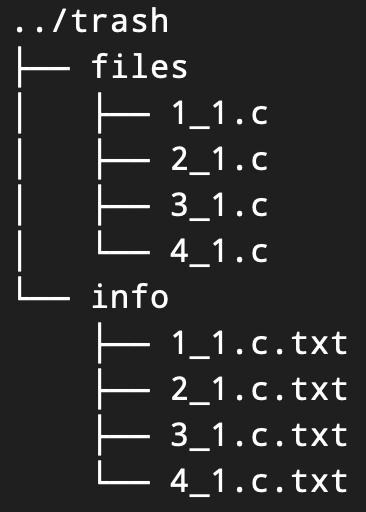 ../trash
├── files
│   ├── 1_1.c
│   ├── 2_1.c
│   ├── 3_1.c
│   └── 4_1.c
└── info
    ├── 1_1.c.txt
    ├── 2_1.c.txt
    ├── 3_1.c.txt
    └── 4_1.c.txt